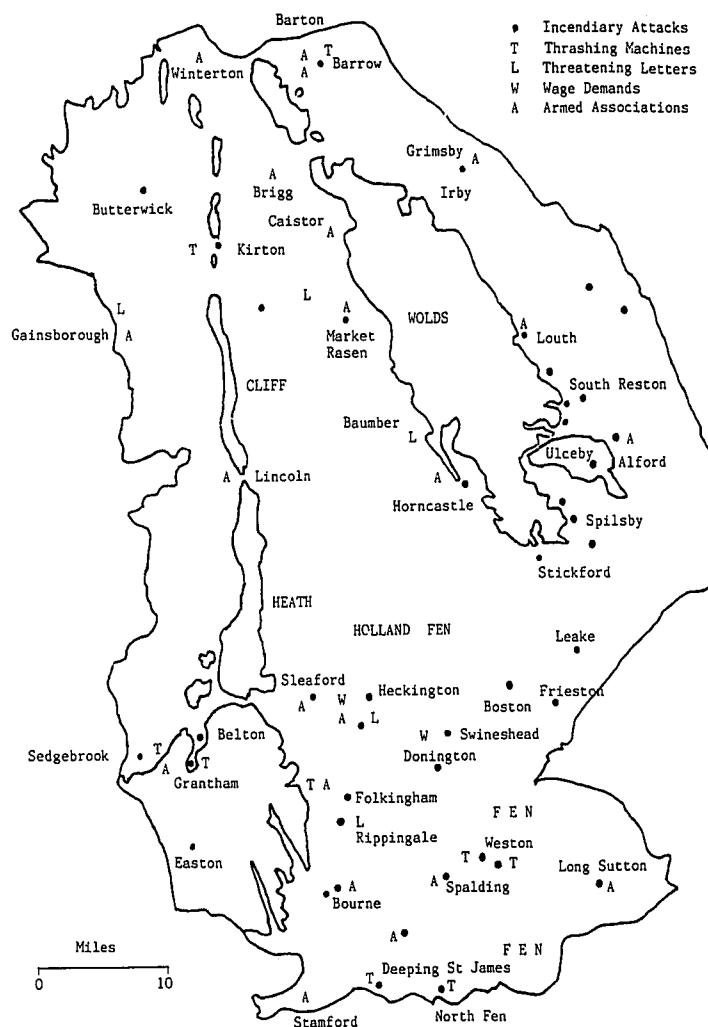 Barton
● Incendiary Attacks
T Thrashing Machines
L Threatening Letters
W Wage Demands
A Armed Associations
A
Winterton
A
A
T
Barrow
Grimsby
A
Irby
A
Brigg
Butterwick
Caistor
A
T
Kirton
L
L
A
Gainsborough
A
Market
Rasen
WOLDS
A
Louth
CLIFF
South Reston
Baumber
L
A
Ulceby
Alford
A
Lincoln
A
Horncastle
Spilsby
Stickford
HEATH
HOLLAND FEN
Leake
Sleaford
A
W
Heckington
A
L
Boston
Frieston
W
Swineshead
Belton
Sedgebrook
T
A
T
Grantham
Donington
T A
Folkingham
FEN
L
Rippingale
Weston
T
T
Easton
A
Spalding
Long Sutton
A
A
Bourne
A
FEN
Miles
0
10
Deeping St James
T
T
A
Stamford
North Fen